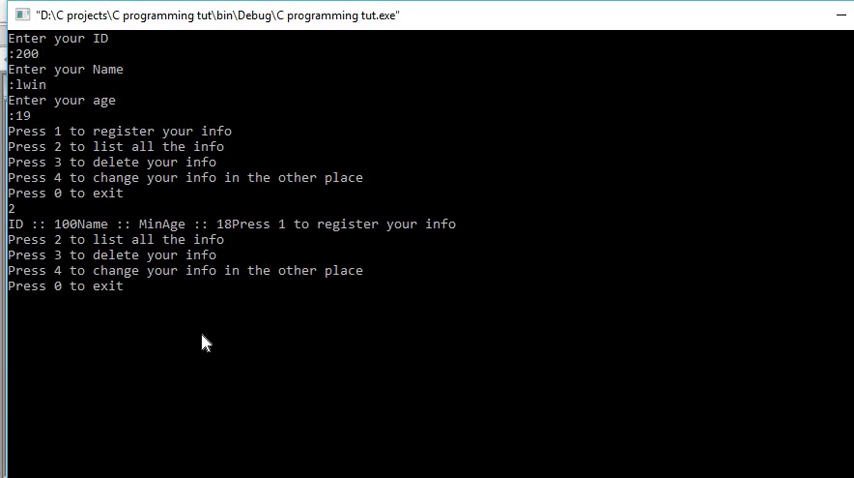 "D:\C projects\C programming tut\bin\Debug\C programming tut.exe"
Enter your ID
:200
Enter your Name
:lwin
Enter your age
:19
Press 1 to register your info
Press 2 to list all the info
Press 3 to delete your info
Press 4 to change your info in the other place
Press 0 to exit
2
ID :: 100Name :: MinAge :: 18Press 1 to register your info
Press 2 to list all the info
Press 3 to delete your info
Press 4 to change your info in the other place
Press 0 to exit